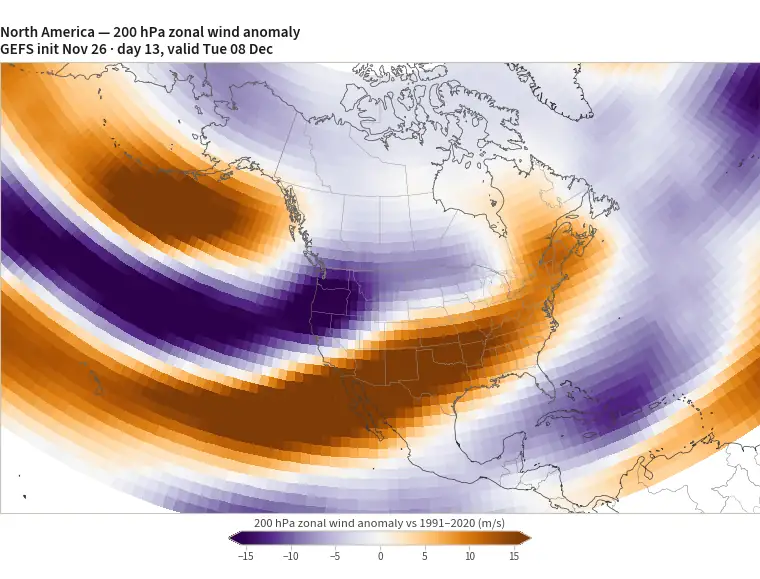 North America — 200 hPa zonal wind anomaly
GEFS init Nov 26 · day 13, valid Tue 08 Dec
200 hPa zonal wind anomaly vs 1991–2020 (m/s)
−15 −10 −5 0 5 10 15